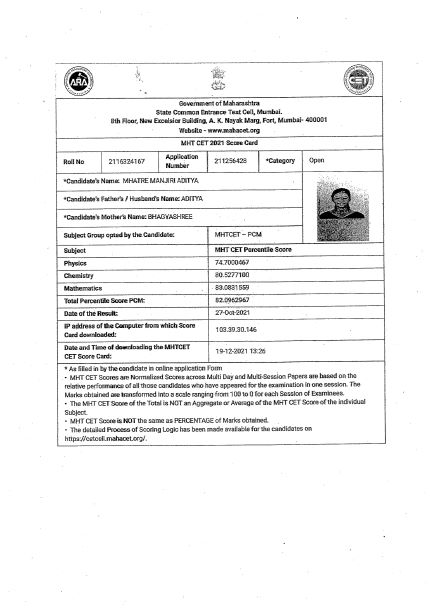 ARA
CET
Government of Maharashtra
State Common Entrance Test Cell, Mumbai.
8th Floor, New Excelsior Building, A. K. Nayak Marg, Fort, Mumbai- 400001
Website - www.mahacet.org
MHT CET 2021 Score Card
Roll No 2116324167 Application Number 211256428 *Category Open
*Candidate's Name: MHATRE MANJIRI ADITYA
*Candidate's Father's / Husband's Name: ADITYA
*Candidate's Mother's Name: BHAGYASHREE
Subject Group opted by the Candidate: MHTCET – PCM
Subject MHT CET Percentile Score
Physics 74.7000467
Chemistry 80.5277100
Mathematics 83.0831559
Total Percentile Score PCM: 82.0962967
Date of the Result: 27-Oct-2021
IP address of the Computer from which Score Card downloaded: 103.39.30.146
Date and Time of downloading the MHTCET CET Score Card: 19-12-2021 13:26
* As filled in by the candidate in online application Form
• MHT CET Scores are Normalized Scores across Multi Day and Multi-Session Papers are based on the
relative performance of all those candidates who have appeared for the examination in one session. The
Marks obtained are transformed into a scale ranging from 100 to 0 for each Session of Examinees.
• The MHT CET Score of the Total is NOT an Aggregate or Average of the MHT CET Score of the individual
Subject.
• MHT CET Score is NOT the same as PERCENTAGE of Marks obtained.
• The detailed Process of Scoring Logic has been made available for the candidates on
https://cetcell.mahacet.org/.